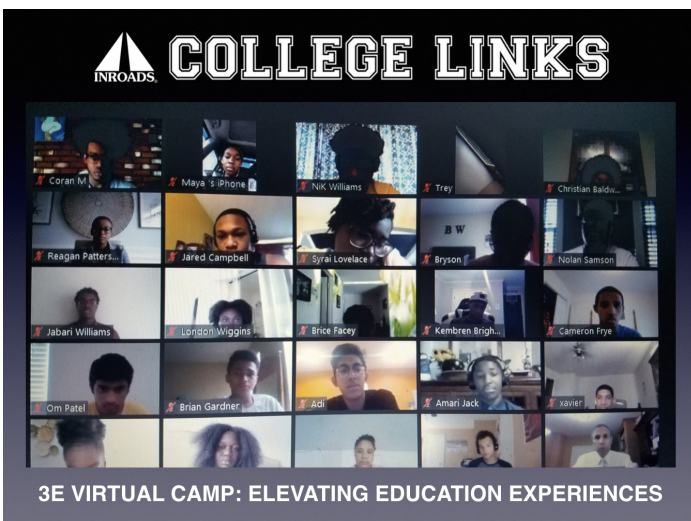 INROADS. COLLEGE LINKS
Coran M
Maya 's iPhone
NiK Williams
Trey
Christian Baldw...
Reagan Patters...
Jared Campbell
Syrai Lovelace
BW
Bryson
Nolan Samson
Jabari Williams
London Wiggins
Brice Facey
Kembren Brigh...
Cameron Frye
Om Patel
Brian Gardner
Adi
Amari Jack
xavier
3E VIRTUAL CAMP: ELEVATING EDUCATION EXPERIENCES